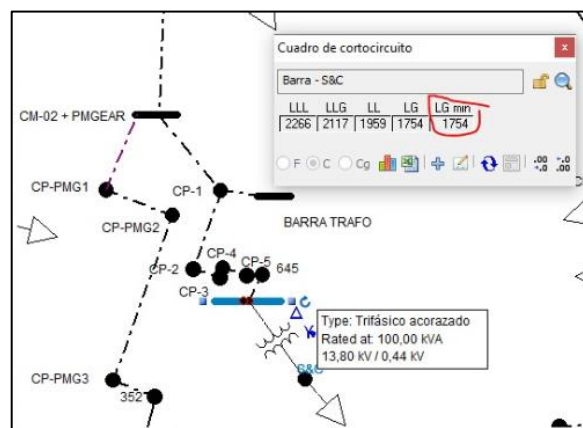 Cuadro de cortocircuito
Barra - S&C
LLL LLG LL LG LG min
2266 2117 1959 1754 1754
F C Cg
CM-02 + PMGEAR
CP-PMG1
CP-1
CP-PMG2
BARRA TRAFO
CP-2
CP-4
CP-5
645
CP-3
Type: Trifásico acorazado
Rated at: 100,00 kVA
13,80 kV / 0,44 kV
S&C
CP-PMG3
352